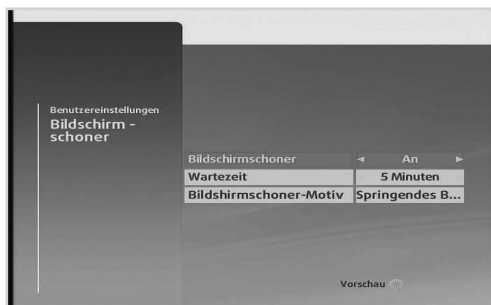 Benutzereinstellungen
Bildschirm -
schoner
Bildschirmschoner ◄ An ►
Wartezeit 5 Minuten
Bildshirmschoner-Motiv Springendes B...
Vorschau